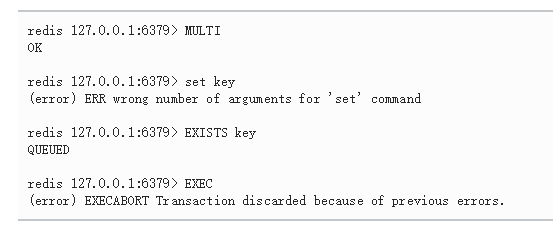 redis 127.0.0.1:6379> MULTI
OK
redis 127.0.0.1:6379> set key
(error) ERR wrong number of arguments for 'set' command
redis 127.0.0.1:6379> EXISTS key
QUEUED
redis 127.0.0.1:6379> EXEC
(error) EXECABORT Transaction discarded because of previous errors.